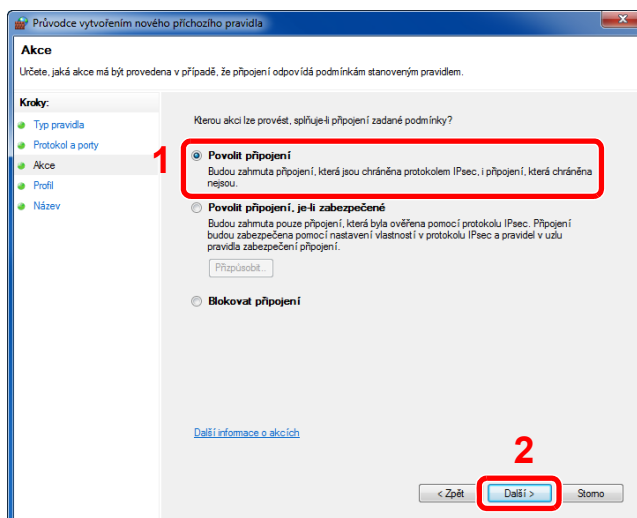 Průvodce vytvořením nového příchozího pravidla
Akce
Určete, jaká akce má být provedena v případě, že připojení odpovídá podmínkám stanoveným pravidlem.
Kroky:
Typ pravidla
Protokol a porty
Akce
Profil
Název
Kterou akci lze provést, splňuje-li připojení zadané podmínky?
1
Povolit připojení
Budou zahrnuta připojení, která jsou chráněna protokolem IPsec, i připojení, která chráněna
nejsou.
Povolit připojení, je-li zabezpečené
Budou zahrnuta pouze připojení, která byla ověřena pomocí protokolu IPsec. Připojení
budou zabezpečena pomocí nastavení vlastností v protokolu IPsec a pravidel v uzlu
pravidla zabezpečení připojení.
Přizpůsobit...
Blokovat připojení
Další informace o akcích
2
< Zpět
Další >
Storno